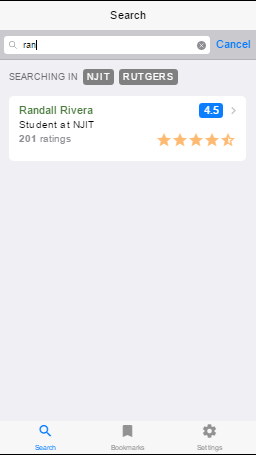 Search
ran
Cancel
SEARCHING IN NJIT RUTGERS
Randall Rivera 4.5
Student at NJIT
201 ratings
Search Bookmarks Settings